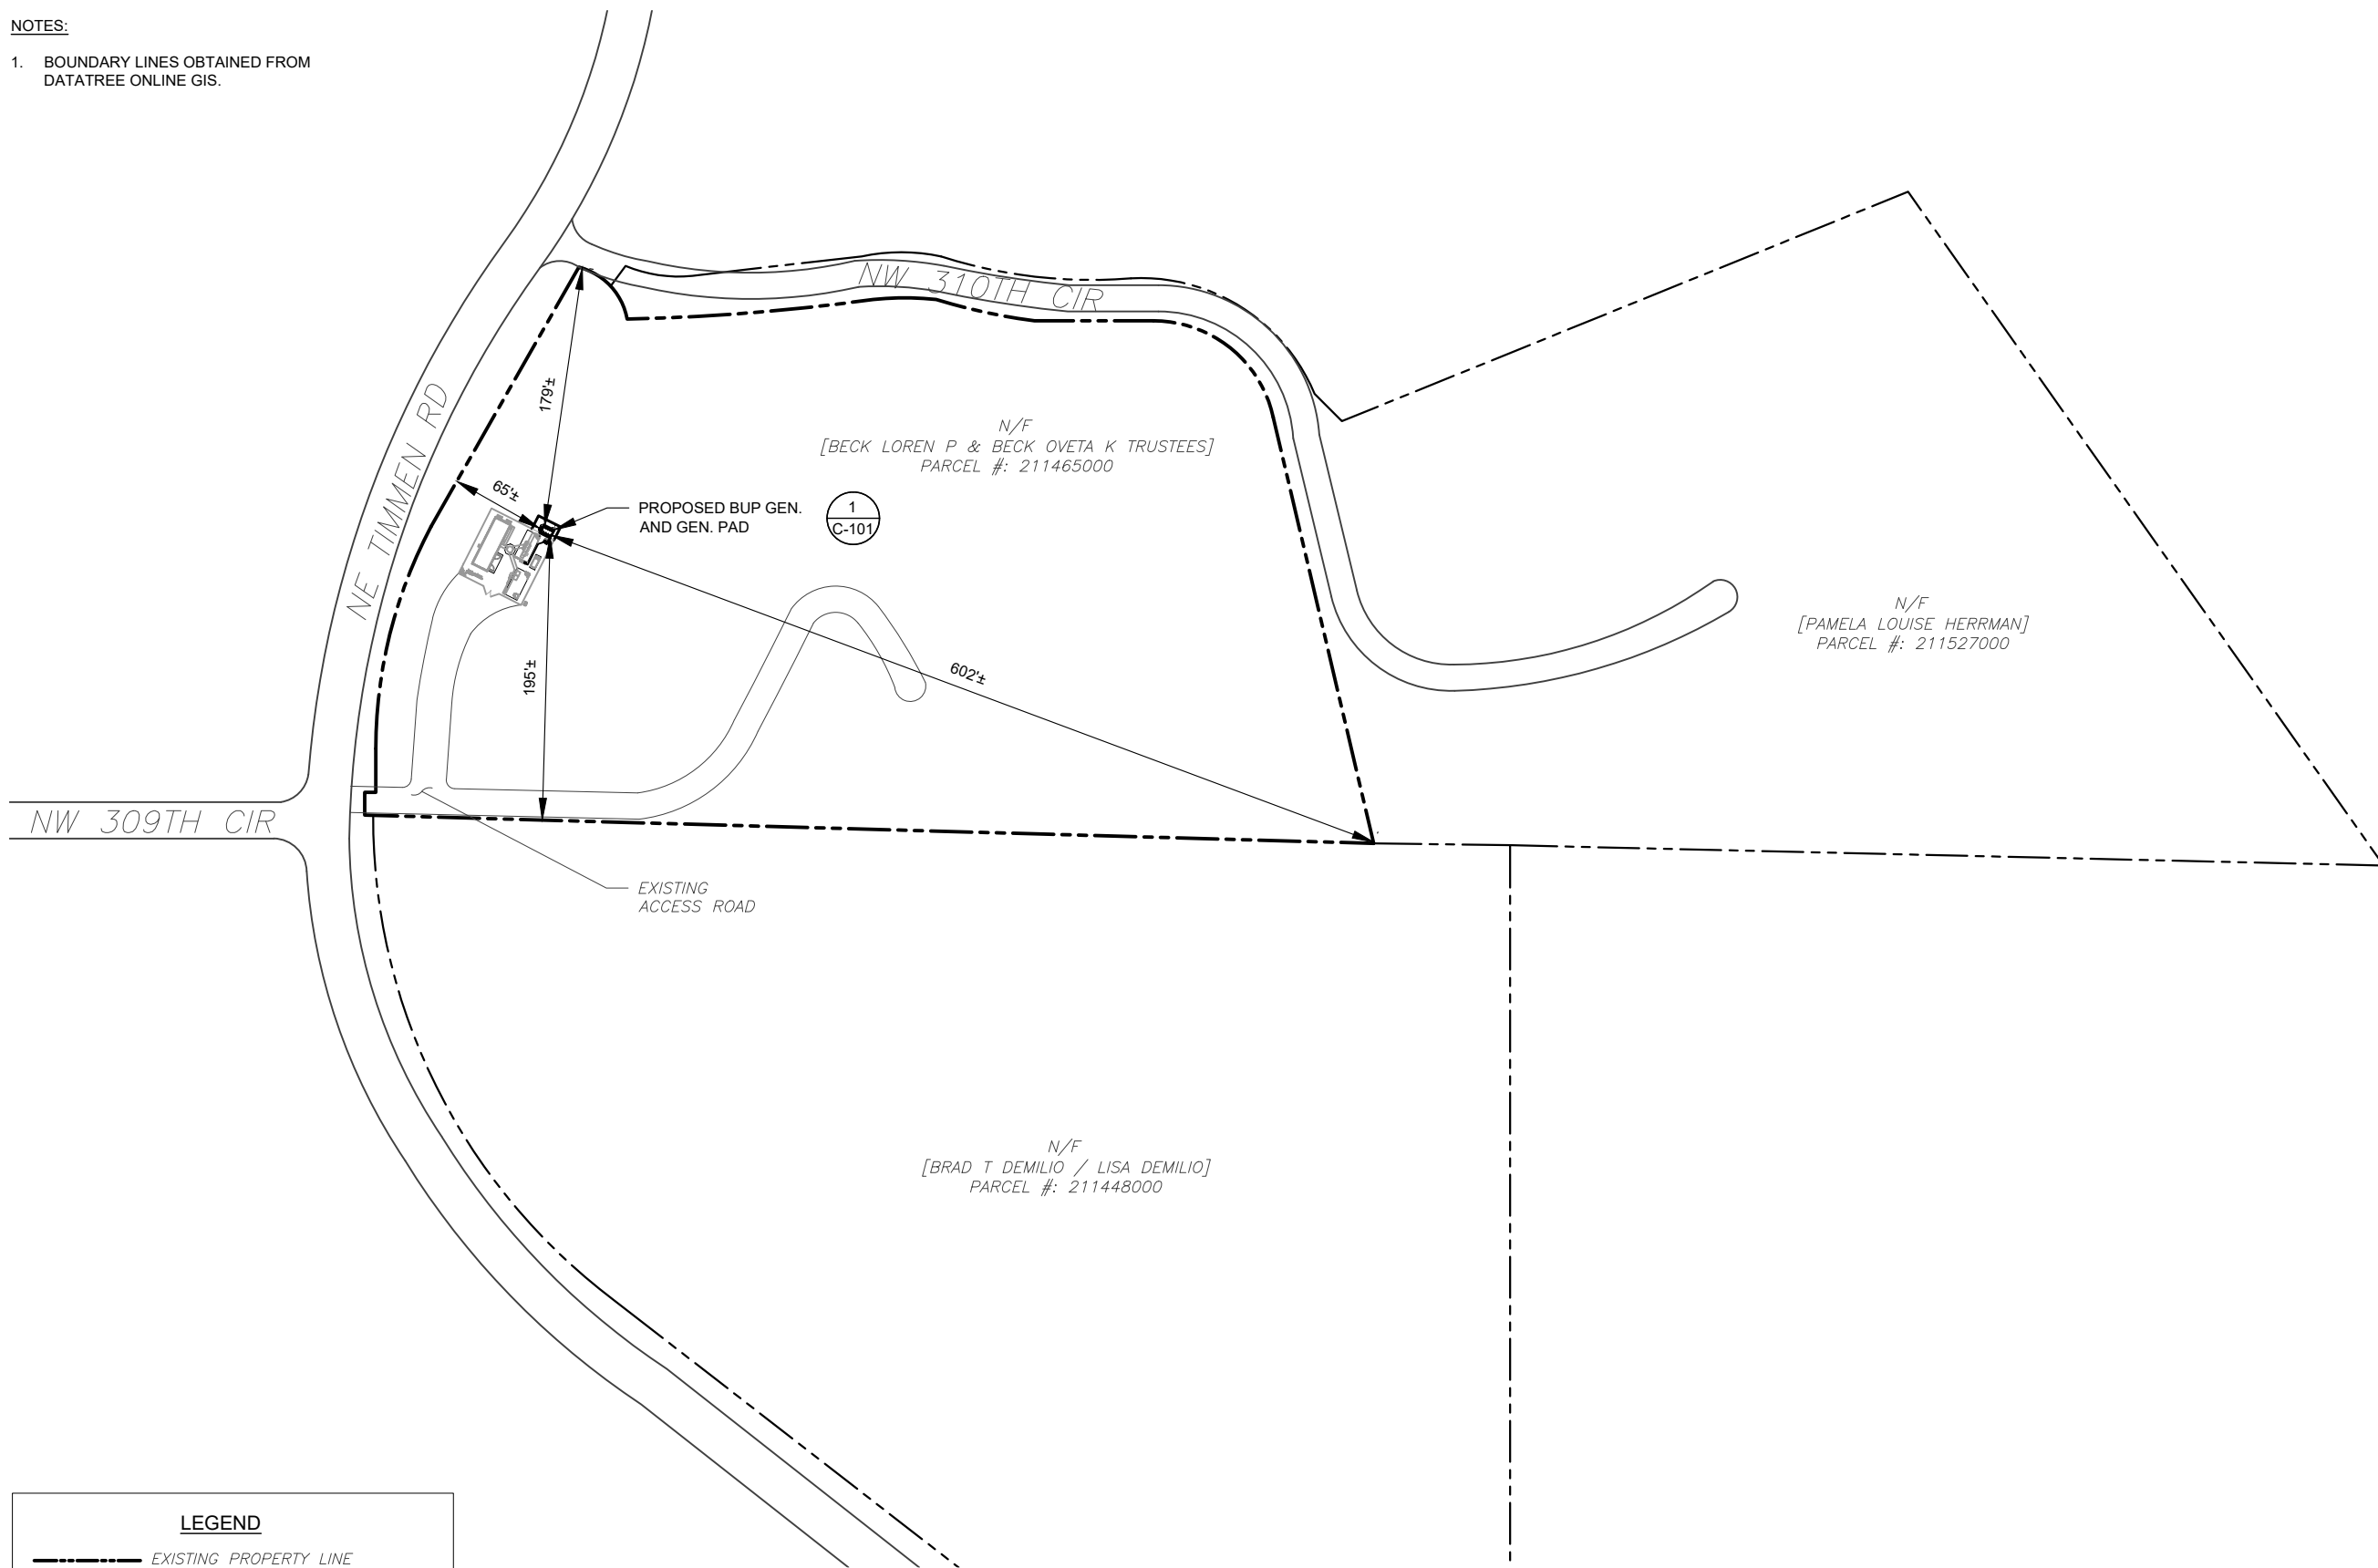 NOTES:
1. BOUNDARY LINES OBTAINED FROM
DATATREE ONLINE GIS.
NW 310TH CIR
NE TIMMEN RD
179'±
65'±
N/F
[BECK LOREN P & BECK OVETA K TRUSTEES]
PARCEL #: 211465000
PROPOSED BUP GEN.
AND GEN. PAD
1
C-101
N/F
[PAMELA LOUISE HERRMAN]
PARCEL #: 211527000
195'±
602'±
NW 309TH CIR
EXISTING
ACCESS ROAD
N/F
[BRAD T DEMILIO / LISA DEMILIO]
PARCEL #: 211448000
LEGEND
EXISTING PROPERTY LINE